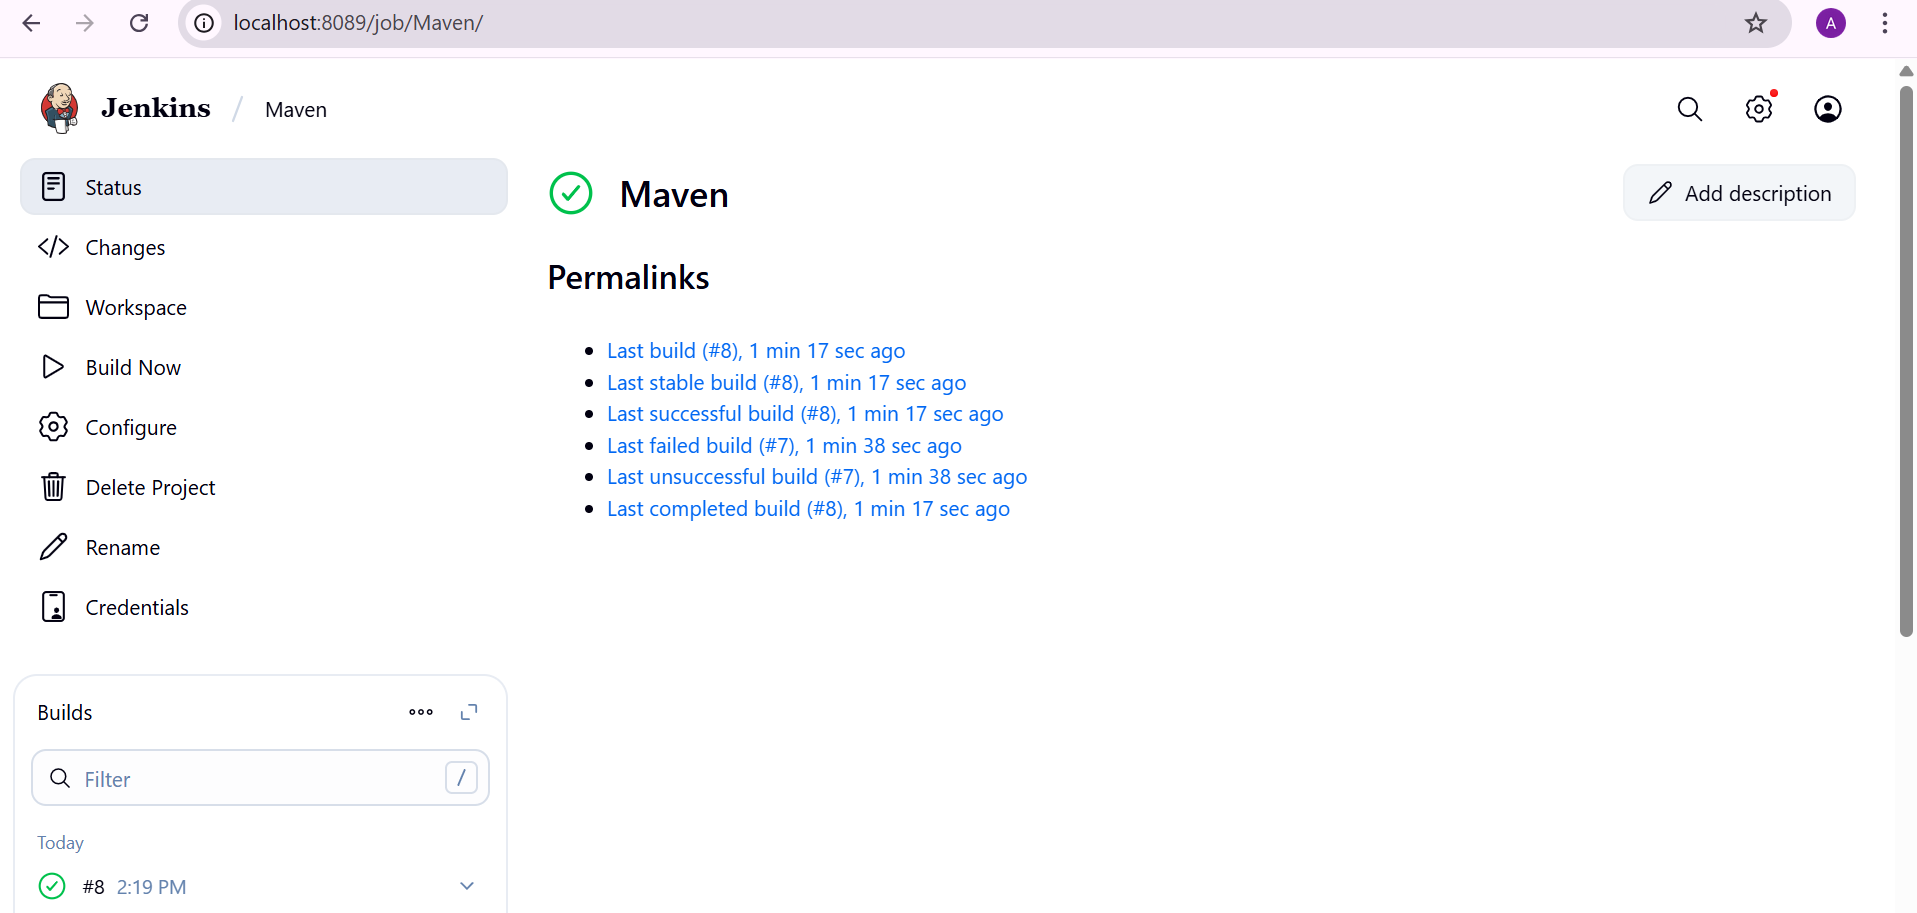 localhost:8089/job/Maven/
A
Jenkins / Maven
Status
Changes
Workspace
Build Now
Configure
Delete Project
Rename
Credentials
Builds
Filter /
Today
#8 2:19 PM
Maven
Add description
Permalinks
Last build (#8), 1 min 17 sec ago
Last stable build (#8), 1 min 17 sec ago
Last successful build (#8), 1 min 17 sec ago
Last failed build (#7), 1 min 38 sec ago
Last unsuccessful build (#7), 1 min 38 sec ago
Last completed build (#8), 1 min 17 sec ago